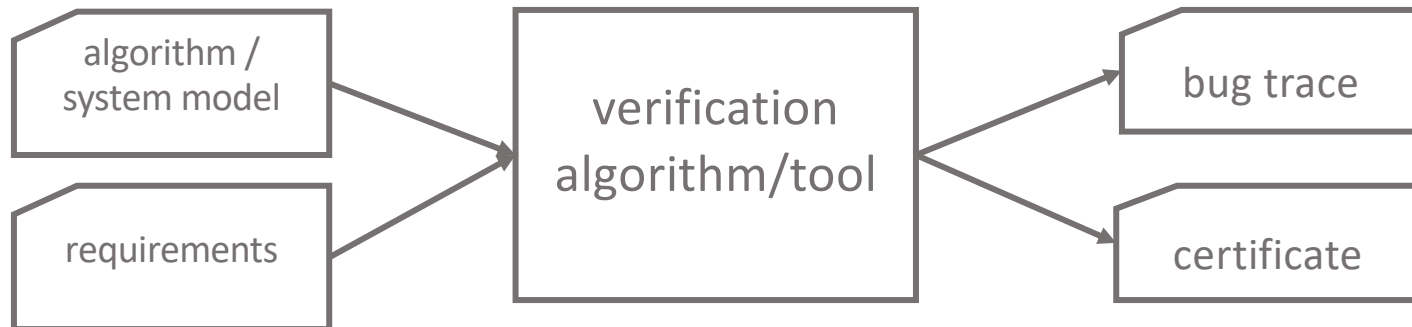 algorithm /
system model
requirements
verification
algorithm/tool
bug trace
certificate